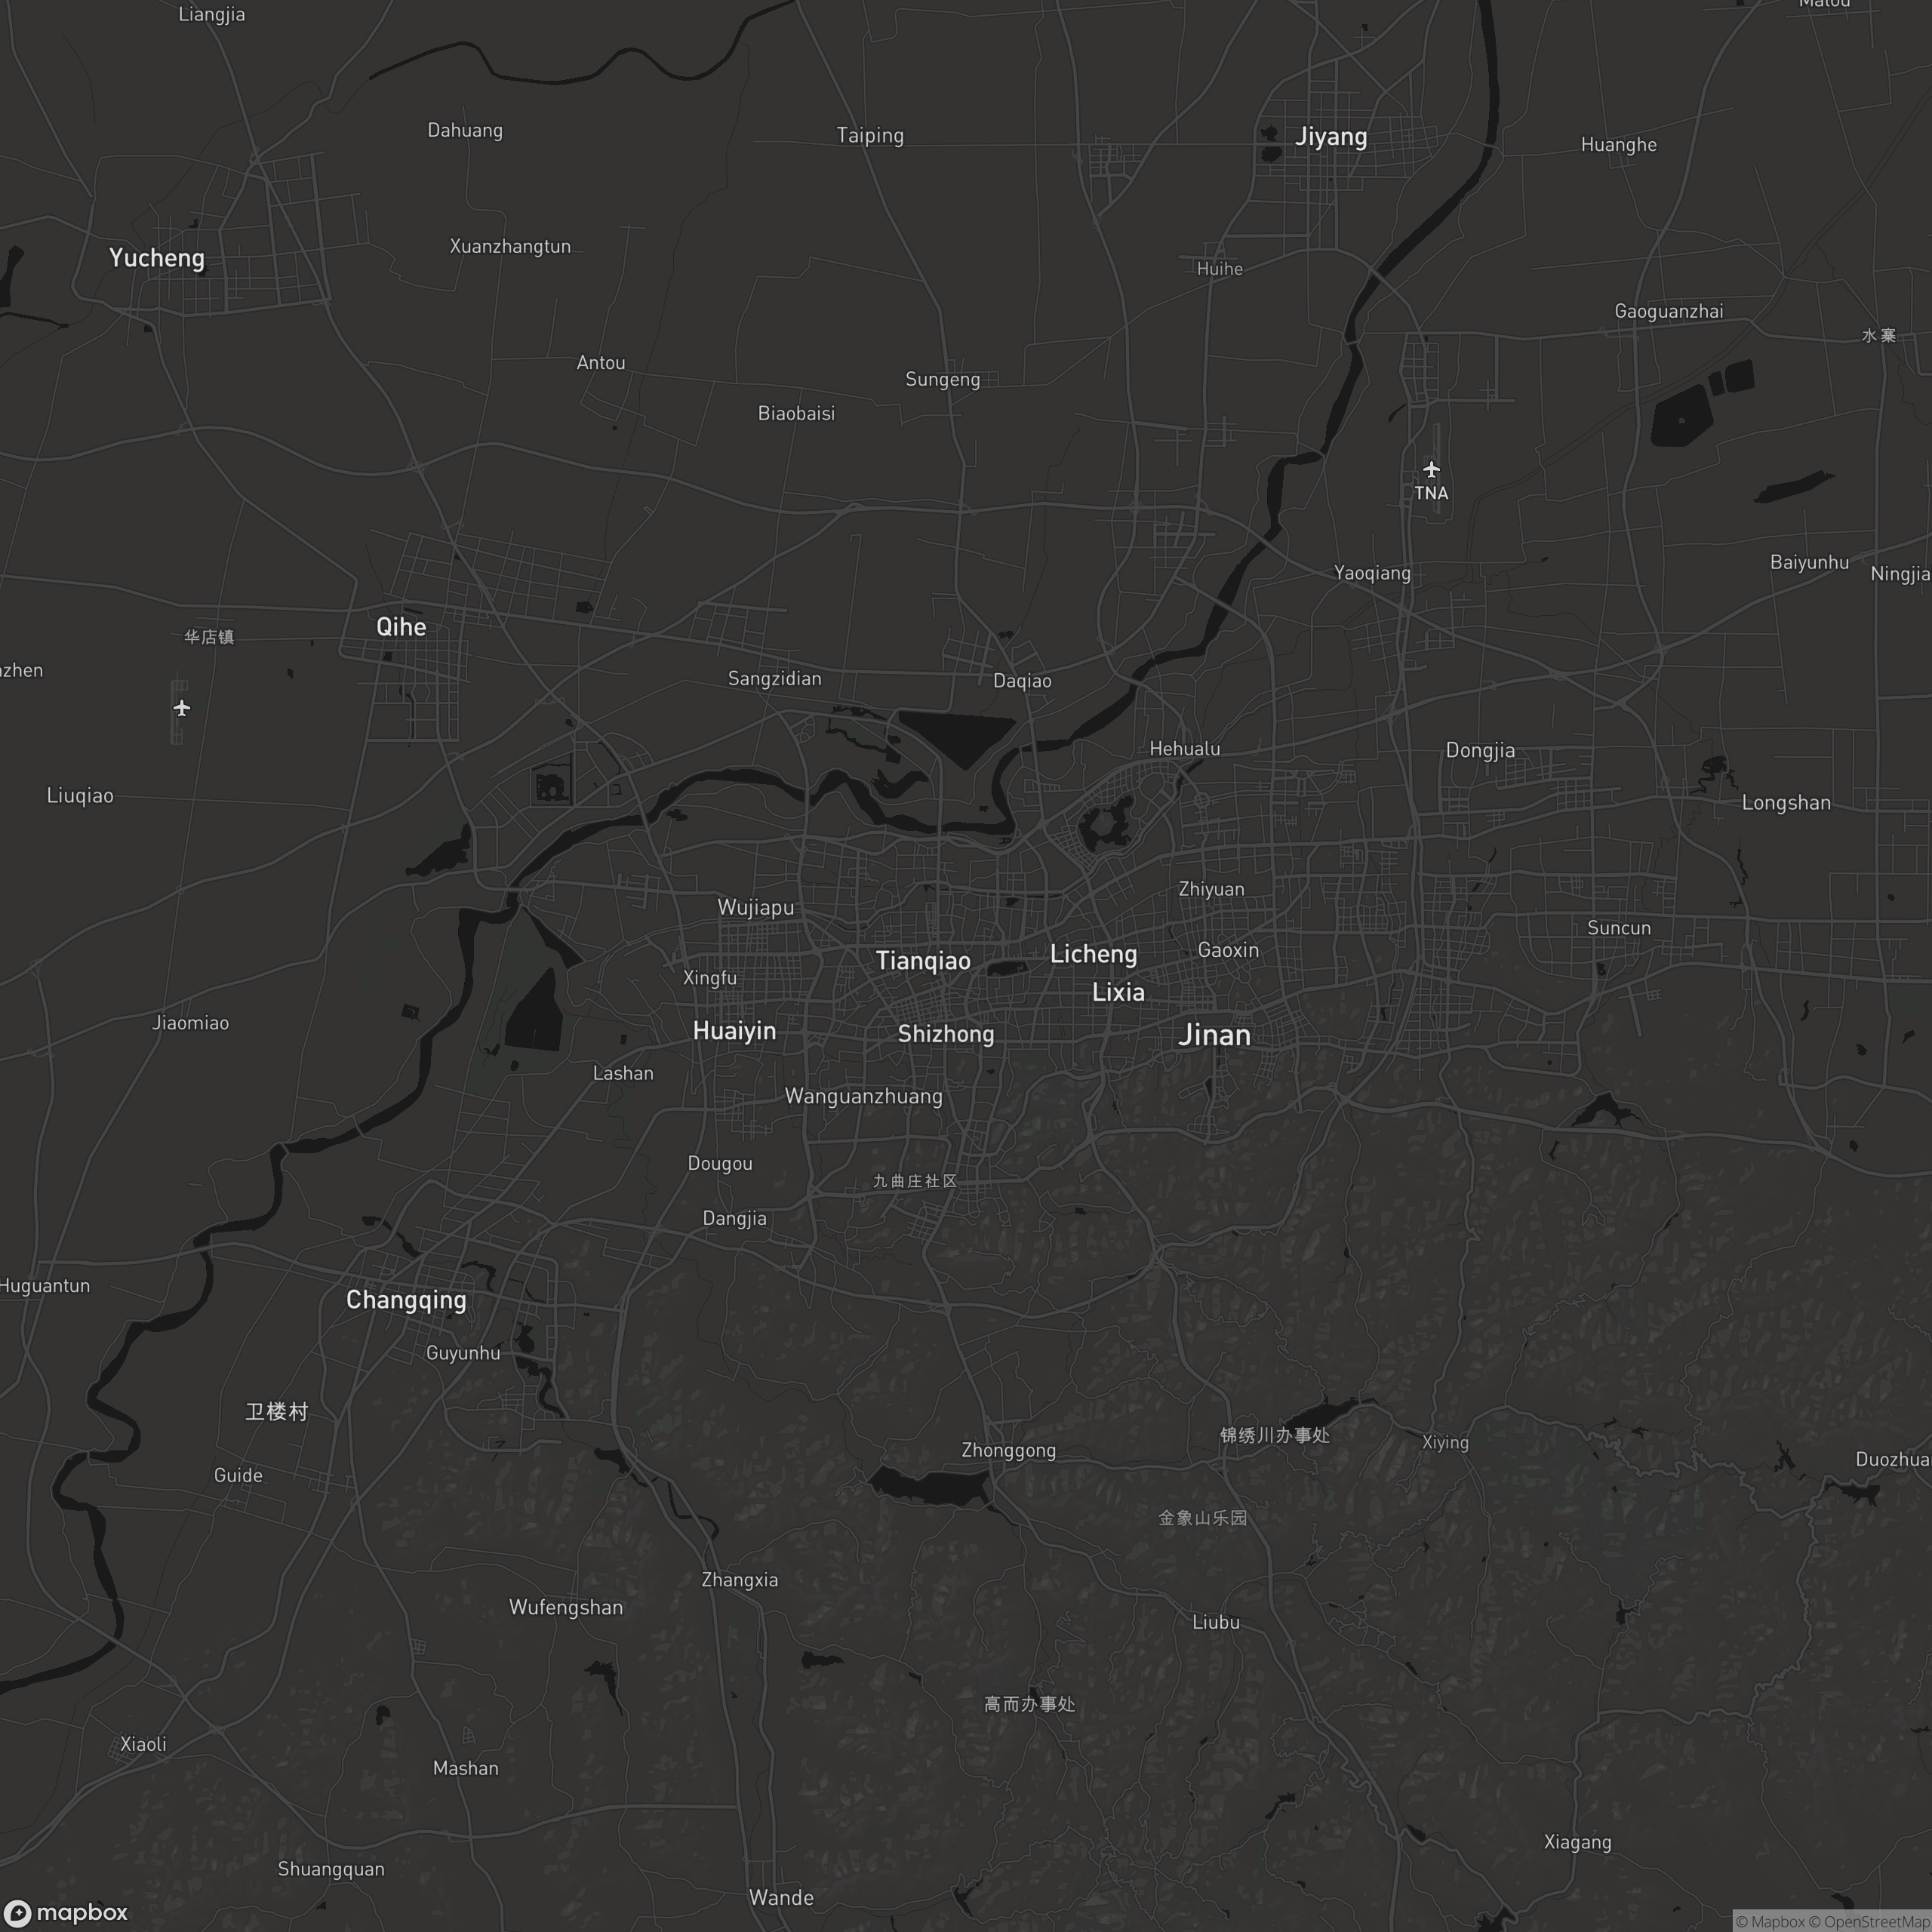 Liangjia
Malou
Dahuang
Taiping
Jiyang
Huanghe
Yucheng
Xuanzhangtun
Huihe
Gaoguanzhai
水寨
Antou
Sungeng
Biaobaisi
TNA
Baiyunhu
Ningjia
Yaoqiang
Qihe
华店镇
zhen
Sangzidian
Daqiao
Hehualu
Dongjia
Liuqiao
Longshan
Zhiyuan
Wujiapu
Suncun
Tianqiao
Licheng
Gaoxin
Xingfu
Lixia
Jiaomiao
Huaiyin
Shizhong
Jinan
Lashan
Wanguanzhuang
Dougou
九曲庄社区
Dangjia
Huguantun
Changqing
Guyunhu
卫楼村
锦绣川办事处
Xiying
Zhonggong
Duozhua
Guide
金象山乐园
Zhangxia
Wufengshan
Liubu
高而办事处
Xiaoli
Mashan
Xiagang
Shuangquan
Wande
mapbox
© Mapbox © OpenStreetMap